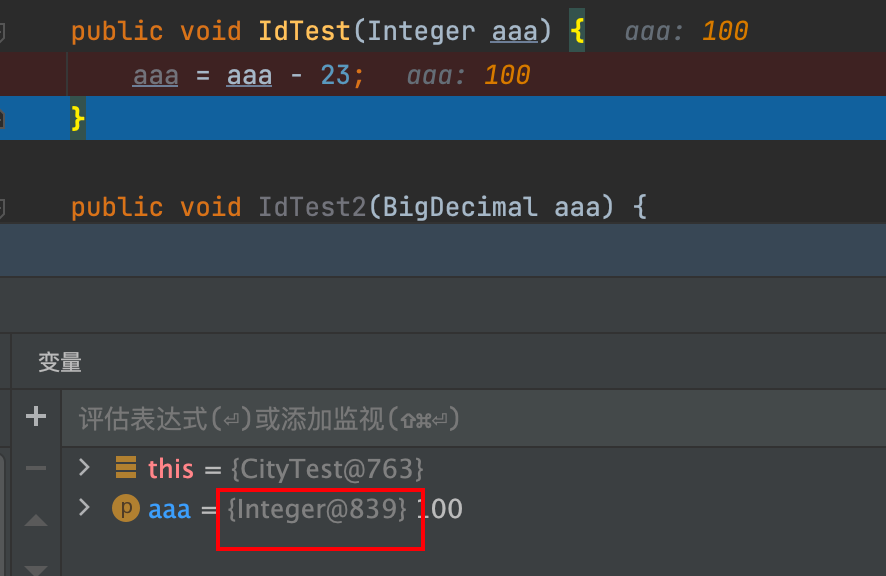 public void IdTest(Integer aaa) { aaa: 100
aaa = aaa - 23; aaa: 100
}
public void IdTest2(BigDecimal aaa) {
变量
评估表达式(⏎)或添加监视(⇧⌘⏎)
this = {CityTest@763}
p aaa = {Integer@839} 100